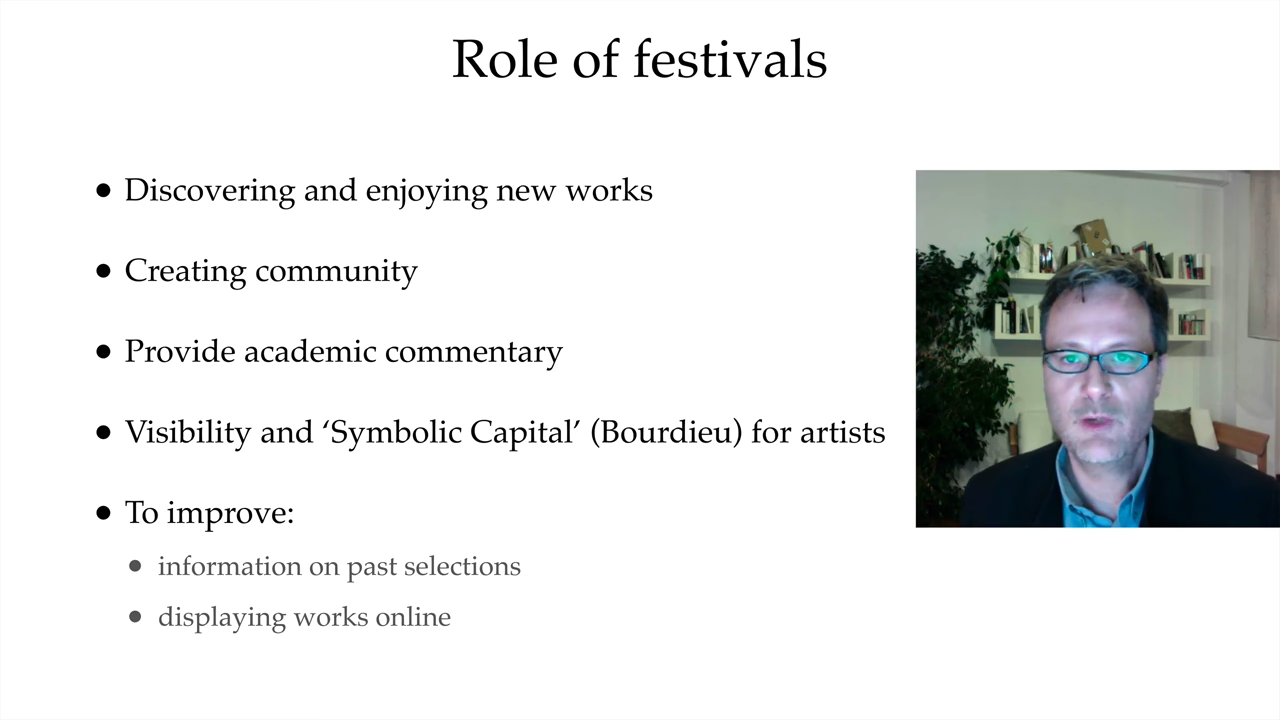 Role of festivals
• Discovering and enjoying new works
• Creating community
• Provide academic commentary
• Visibility and ‘Symbolic Capital’ (Bourdieu) for artists
• To improve:
• information on past selections
• displaying works online